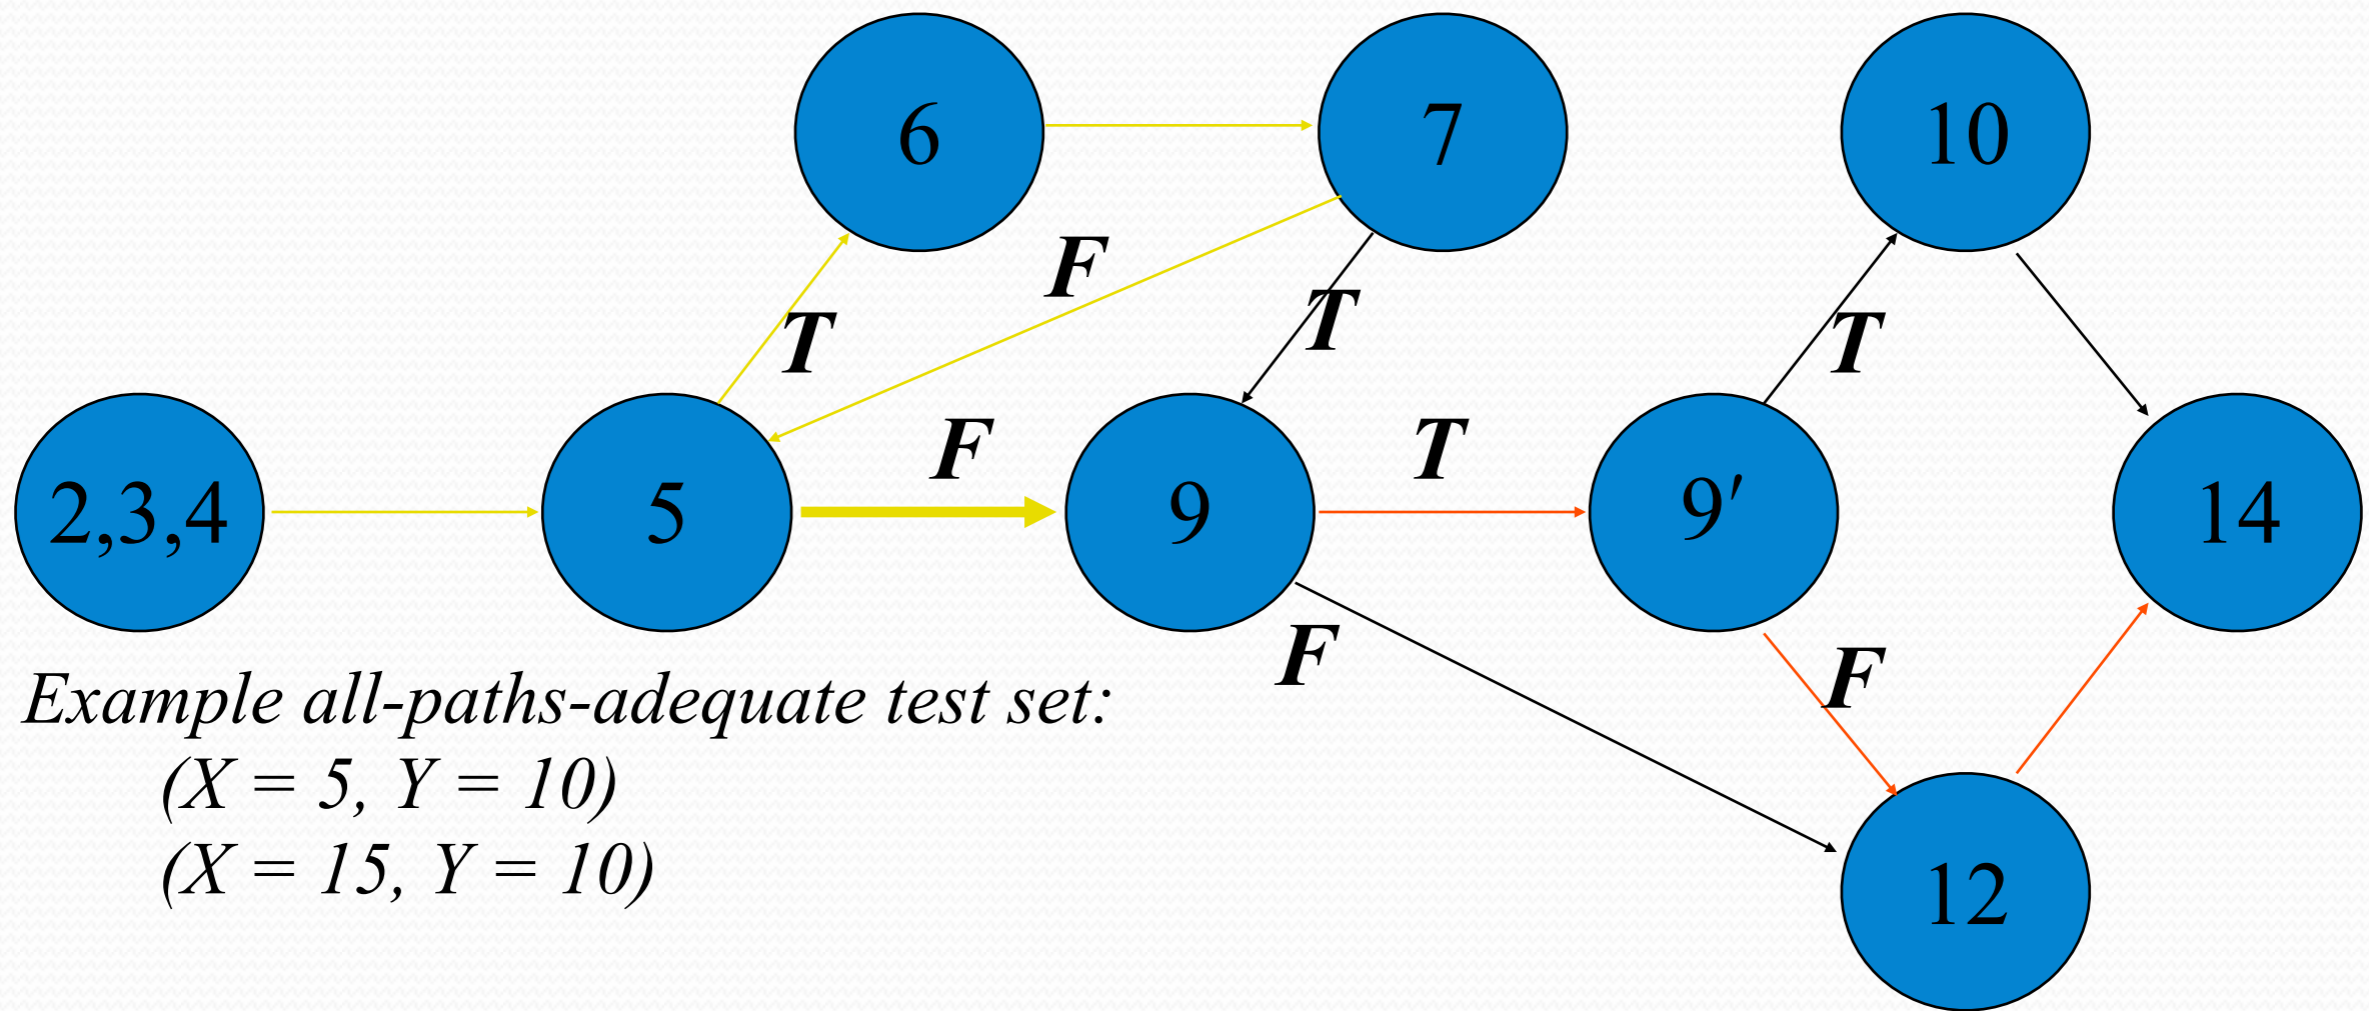 6
7
10
F
T
T
T
F
T
2,3,4
5
9
9′
14
F
F
Example all-paths-adequate test set:
(X = 5, Y = 10)
(X = 15, Y = 10)
12